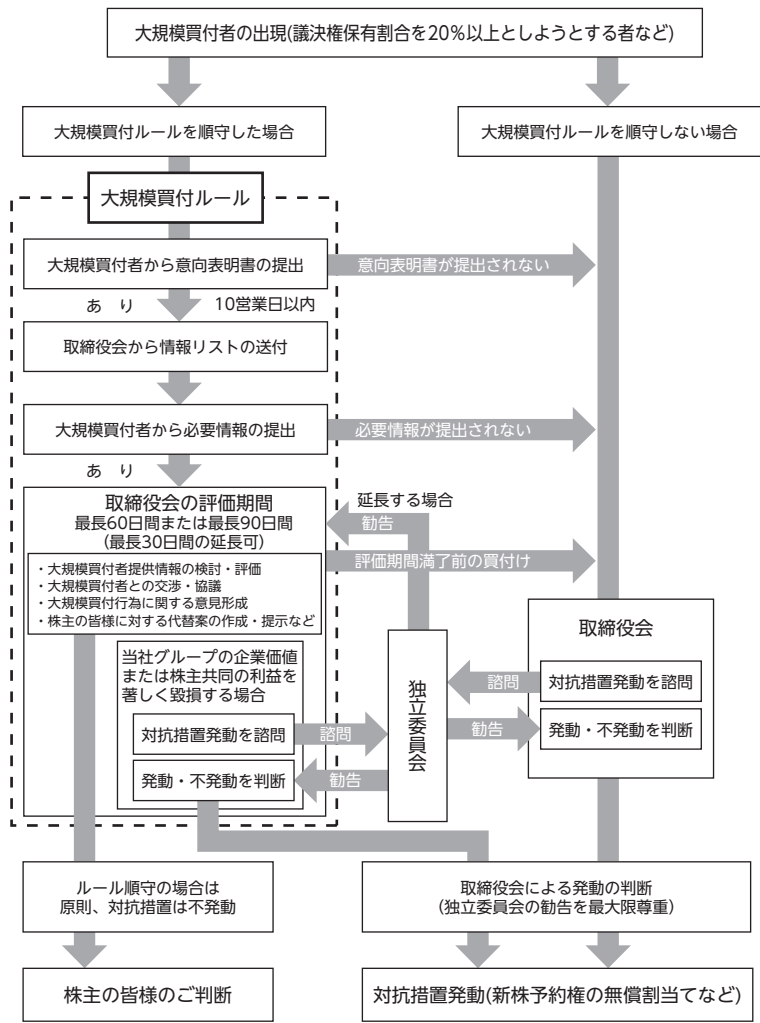 大規模買付者の出現(議決権保有割合を20%以上としようとする者など)
大規模買付ルールを順守した場合
大規模買付ルールを順守しない場合
大規模買付ルール
大規模買付者から意向表明書の提出
意向表明書が提出されない
あ り
10営業日以内
取締役会から情報リストの送付
大規模買付者から必要情報の提出
必要情報が提出されない
あ り
取締役会の評価期間
最長60日間または最長90日間
(最長30日間の延長可)
延長する場合
勧告
評価期間満了前の買付け
・大規模買付者提供情報の検討・評価
・大規模買付者との交渉・協議
・大規模買付行為に関する意見形成
・株主の皆様に対する代替案の作成・提示など
当社グループの企業価値
または株主共同の利益を
著しく毀損する場合
対抗措置発動を諮問
諮問
発動・不発動を判断
勧告
独立委員会
取締役会
諮問
対抗措置発動を諮問
勧告
発動・不発動を判断
ルール順守の場合は
原則、対抗措置は不発動
取締役会による発動の判断
(独立委員会の勧告を最大限尊重)
株主の皆様のご判断
対抗措置発動(新株予約権の無償割当てなど)